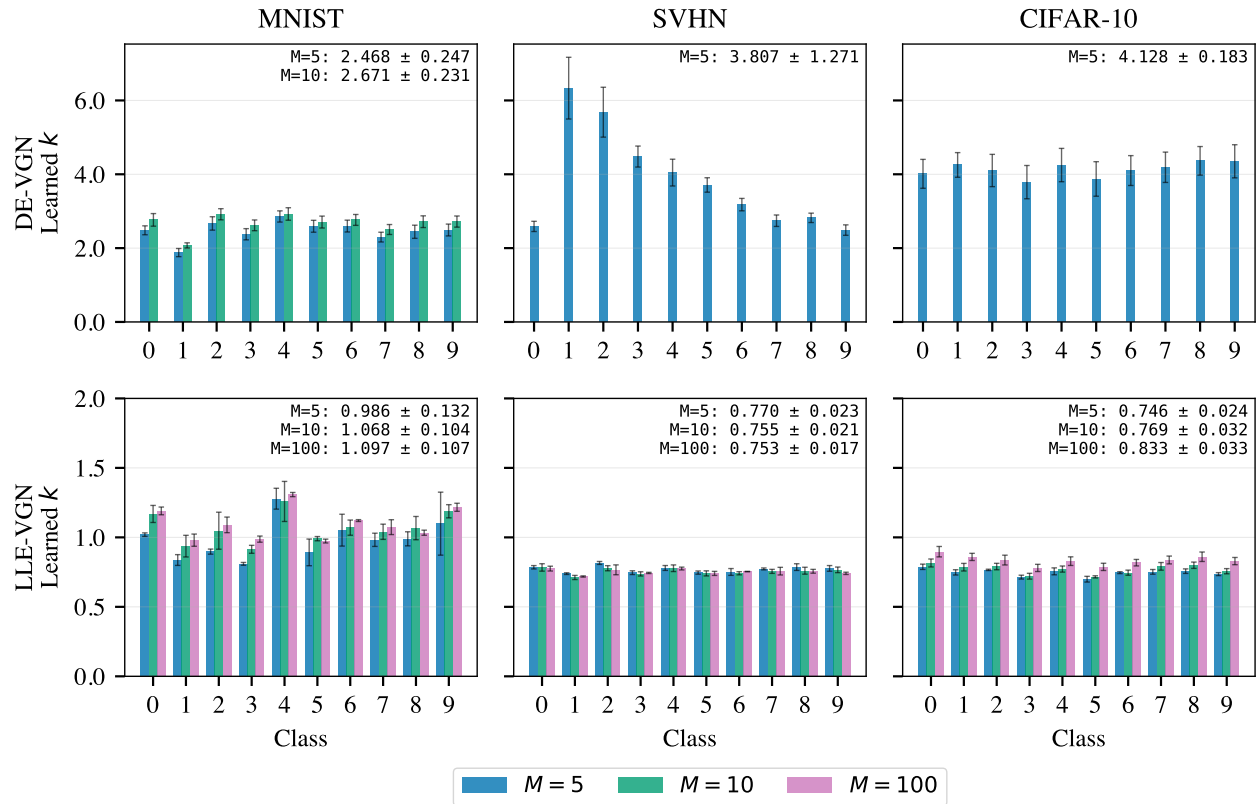 MNIST
SVHN
CIFAR-10
DE-VGN
Learned k
6.0
4.0
2.0
0.0
M=5: 2.468 ± 0.247
M=10: 2.671 ± 0.231
0 1 2 3 4 5 6 7 8 9
M=5: 3.807 ± 1.271
0 1 2 3 4 5 6 7 8 9
M=5: 4.128 ± 0.183
0 1 2 3 4 5 6 7 8 9
LLE-VGN
Learned k
2.0
1.5
1.0
0.5
0.0
M=5: 0.986 ± 0.132
M=10: 1.068 ± 0.104
M=100: 1.097 ± 0.107
0 1 2 3 4 5 6 7 8 9
Class
M=5: 0.770 ± 0.023
M=10: 0.755 ± 0.021
M=100: 0.753 ± 0.017
0 1 2 3 4 5 6 7 8 9
Class
M=5: 0.746 ± 0.024
M=10: 0.769 ± 0.032
M=100: 0.833 ± 0.033
0 1 2 3 4 5 6 7 8 9
Class
M = 5
M = 10
M = 100